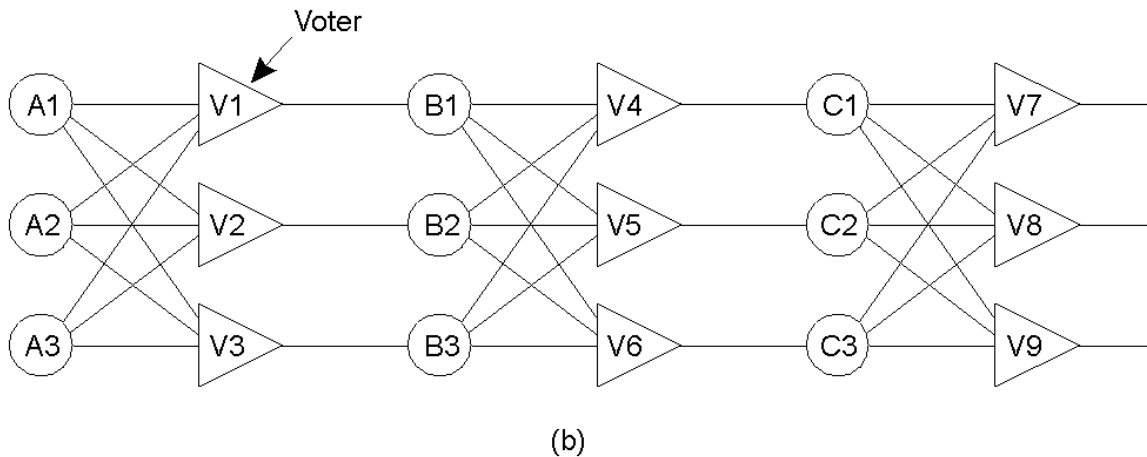 Voter
A1 V1 B1 V4 C1 V7
A2 V2 B2 V5 C2 V8
A3 V3 B3 V6 C3 V9
(b)